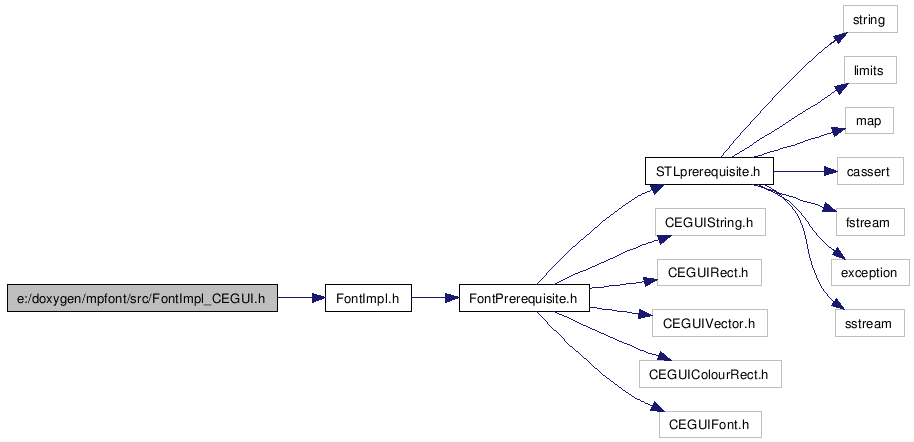 string
limits
map
STLprerequisite.h
cassert
fstream
CEGUIString.h
exception
CEGUIRect.h
e:/doxygen/mpfont/src/FontImpl_CEGUI.h
FontImpl.h
FontPrerequisite.h
CEGUIVector.h
sstream
CEGUIColourRect.h
CEGUIFont.h